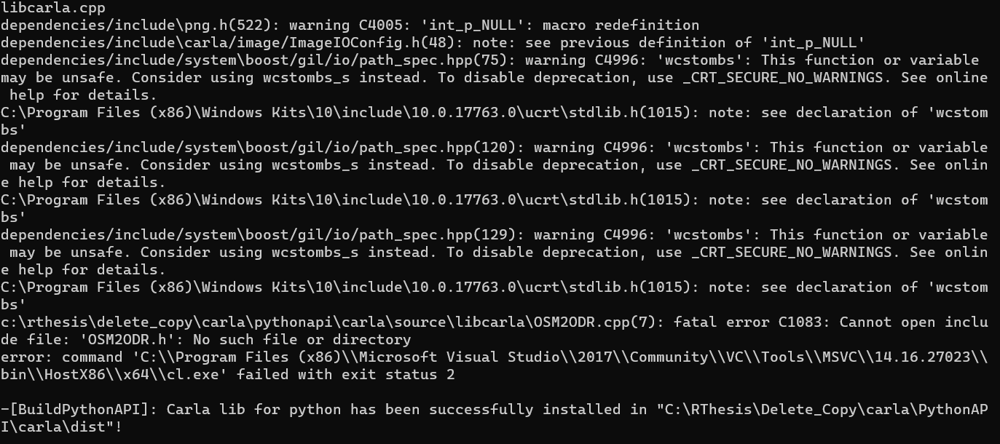 libcarla.cpp
dependencies/include\png.h(522): warning C4005: 'int_p_NULL': macro redefinition
dependencies/include\carla/image/ImageIOConfig.h(48): note: see previous definition of 'int_p_NULL'
dependencies/include/system\boost/gil/io/path_spec.hpp(75): warning C4996: 'wcstombs': This function or variable
may be unsafe. Consider using wcstombs_s instead. To disable deprecation, use _CRT_SECURE_NO_WARNINGS. See online
 help for details.
C:\Program Files (x86)\Windows Kits\10\include\10.0.17763.0\ucrt\stdlib.h(1015): note: see declaration of 'wcstom
bs'
dependencies/include/system\boost/gil/io/path_spec.hpp(120): warning C4996: 'wcstombs': This function or variable
 may be unsafe. Consider using wcstombs_s instead. To disable deprecation, use _CRT_SECURE_NO_WARNINGS. See onlin
e help for details.
C:\Program Files (x86)\Windows Kits\10\include\10.0.17763.0\ucrt\stdlib.h(1015): note: see declaration of 'wcstom
bs'
dependencies/include/system\boost/gil/io/path_spec.hpp(129): warning C4996: 'wcstombs': This function or variable
 may be unsafe. Consider using wcstombs_s instead. To disable deprecation, use _CRT_SECURE_NO_WARNINGS. See onlin
e help for details.
C:\Program Files (x86)\Windows Kits\10\include\10.0.17763.0\ucrt\stdlib.h(1015): note: see declaration of 'wcstom
bs'
c:\rthesis\delete_copy\carla\pythonapi\carla\source\libcarla\OSM2ODR.cpp(7): fatal error C1083: Cannot open inclu
de file: 'OSM2ODR.h': No such file or directory
error: command 'C:\\Program Files (x86)\\Microsoft Visual Studio\\2017\\Community\\VC\\Tools\\MSVC\\14.16.27023\\
bin\\HostX86\\x64\\cl.exe' failed with exit status 2

-[BuildPythonAPI]: Carla lib for python has been successfully installed in "C:\RThesis\Delete_Copy\carla\PythonAP
I\carla\dist"!